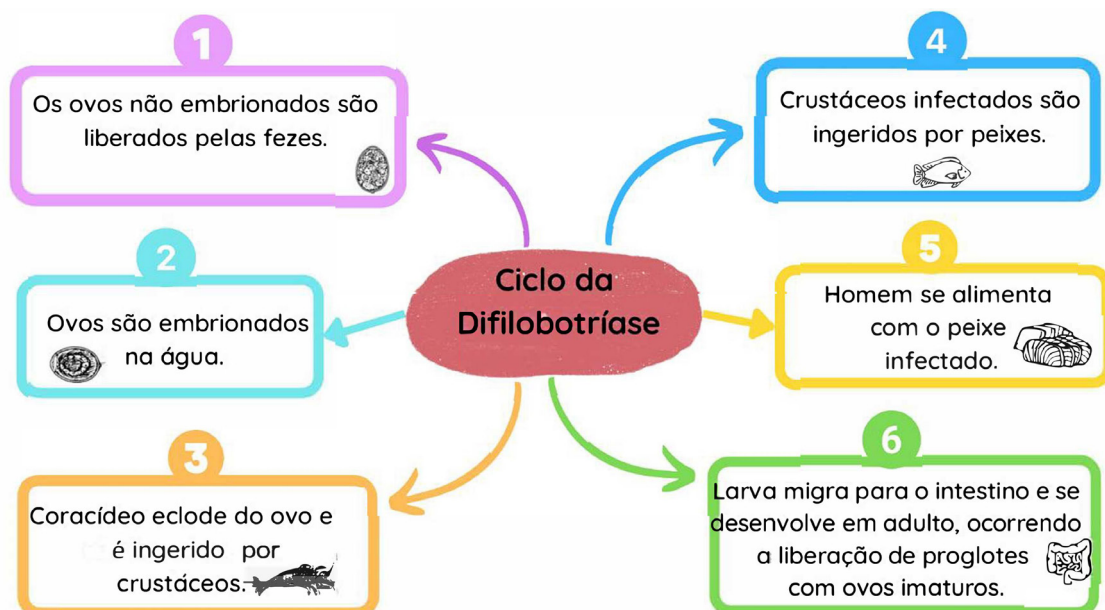 1
Os ovos não embrionados são
liberados pelas fezes.
2
Ovos são embrionados
na água.
3
Coracídeo eclode do ovo e
é ingerido por
crustáceos.
Ciclo da
Difilobotríase
4
Crustáceos infectados são
ingeridos por peixes.
5
Homem se alimenta
com o peixe
infectado.
6
Larva migra para o intestino e se
desenvolve em adulto, ocorrendo
a liberação de proglotes
com ovos imaturos.